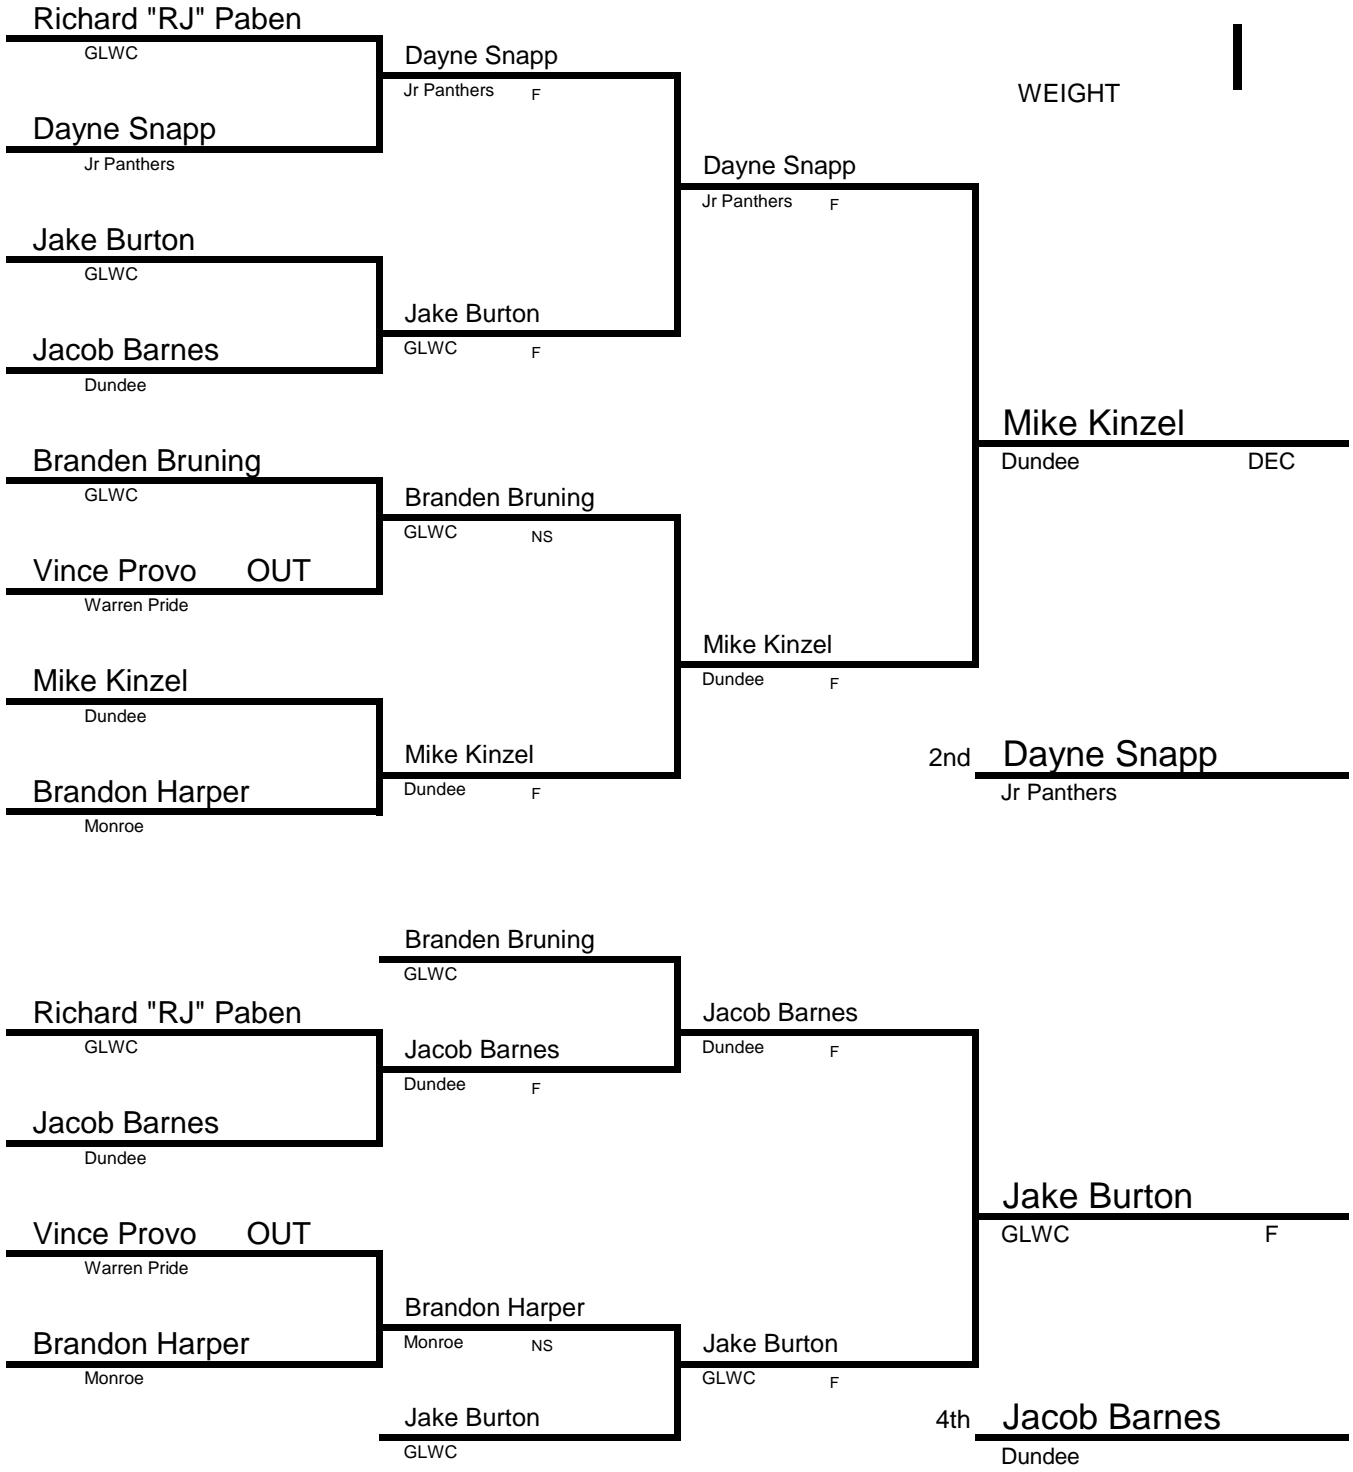 Richard "RJ" Paben
GLWC
Dayne Snapp
Jr Panthers F
WEIGHT
Dayne Snapp
Jr Panthers
Dayne Snapp
Jr Panthers F
Jake Burton
GLWC
Jake Burton
GLWC F
Jacob Barnes
Dundee
Mike Kinzel
Dundee DEC
Branden Bruning
GLWC
Branden Bruning
GLWC NS
Vince Provo OUT
Warren Pride
Mike Kinzel
Dundee F
Mike Kinzel
Dundee
Mike Kinzel
Dundee F
2nd Dayne Snapp
Jr Panthers
Brandon Harper
Monroe
Branden Bruning
GLWC
Richard "RJ" Paben
GLWC
Jacob Barnes
Dundee F
Jacob Barnes
Dundee F
Jacob Barnes
Dundee
Jake Burton
GLWC F
Vince Provo OUT
Warren Pride
Brandon Harper
Monroe NS
Brandon Harper
Monroe
Jake Burton
GLWC F
Jake Burton
GLWC
4th Jacob Barnes
Dundee